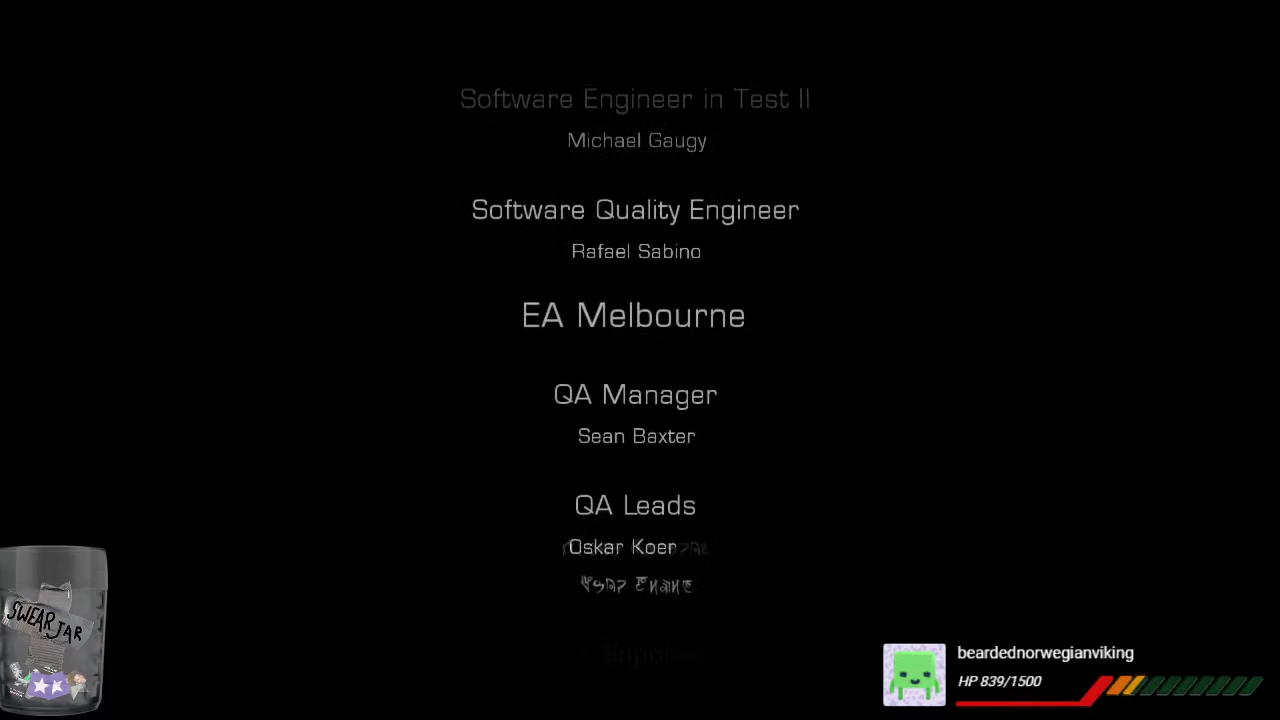 Software Engineer in Test II
Michael Gaugy
Software Quality Engineer
Rafael Sabino
EA Melbourne
QA Manager
Sean Baxter
QA Leads
Oskar Koer
SWEAR JAR
beardednorwegianviking
HP 839/1500